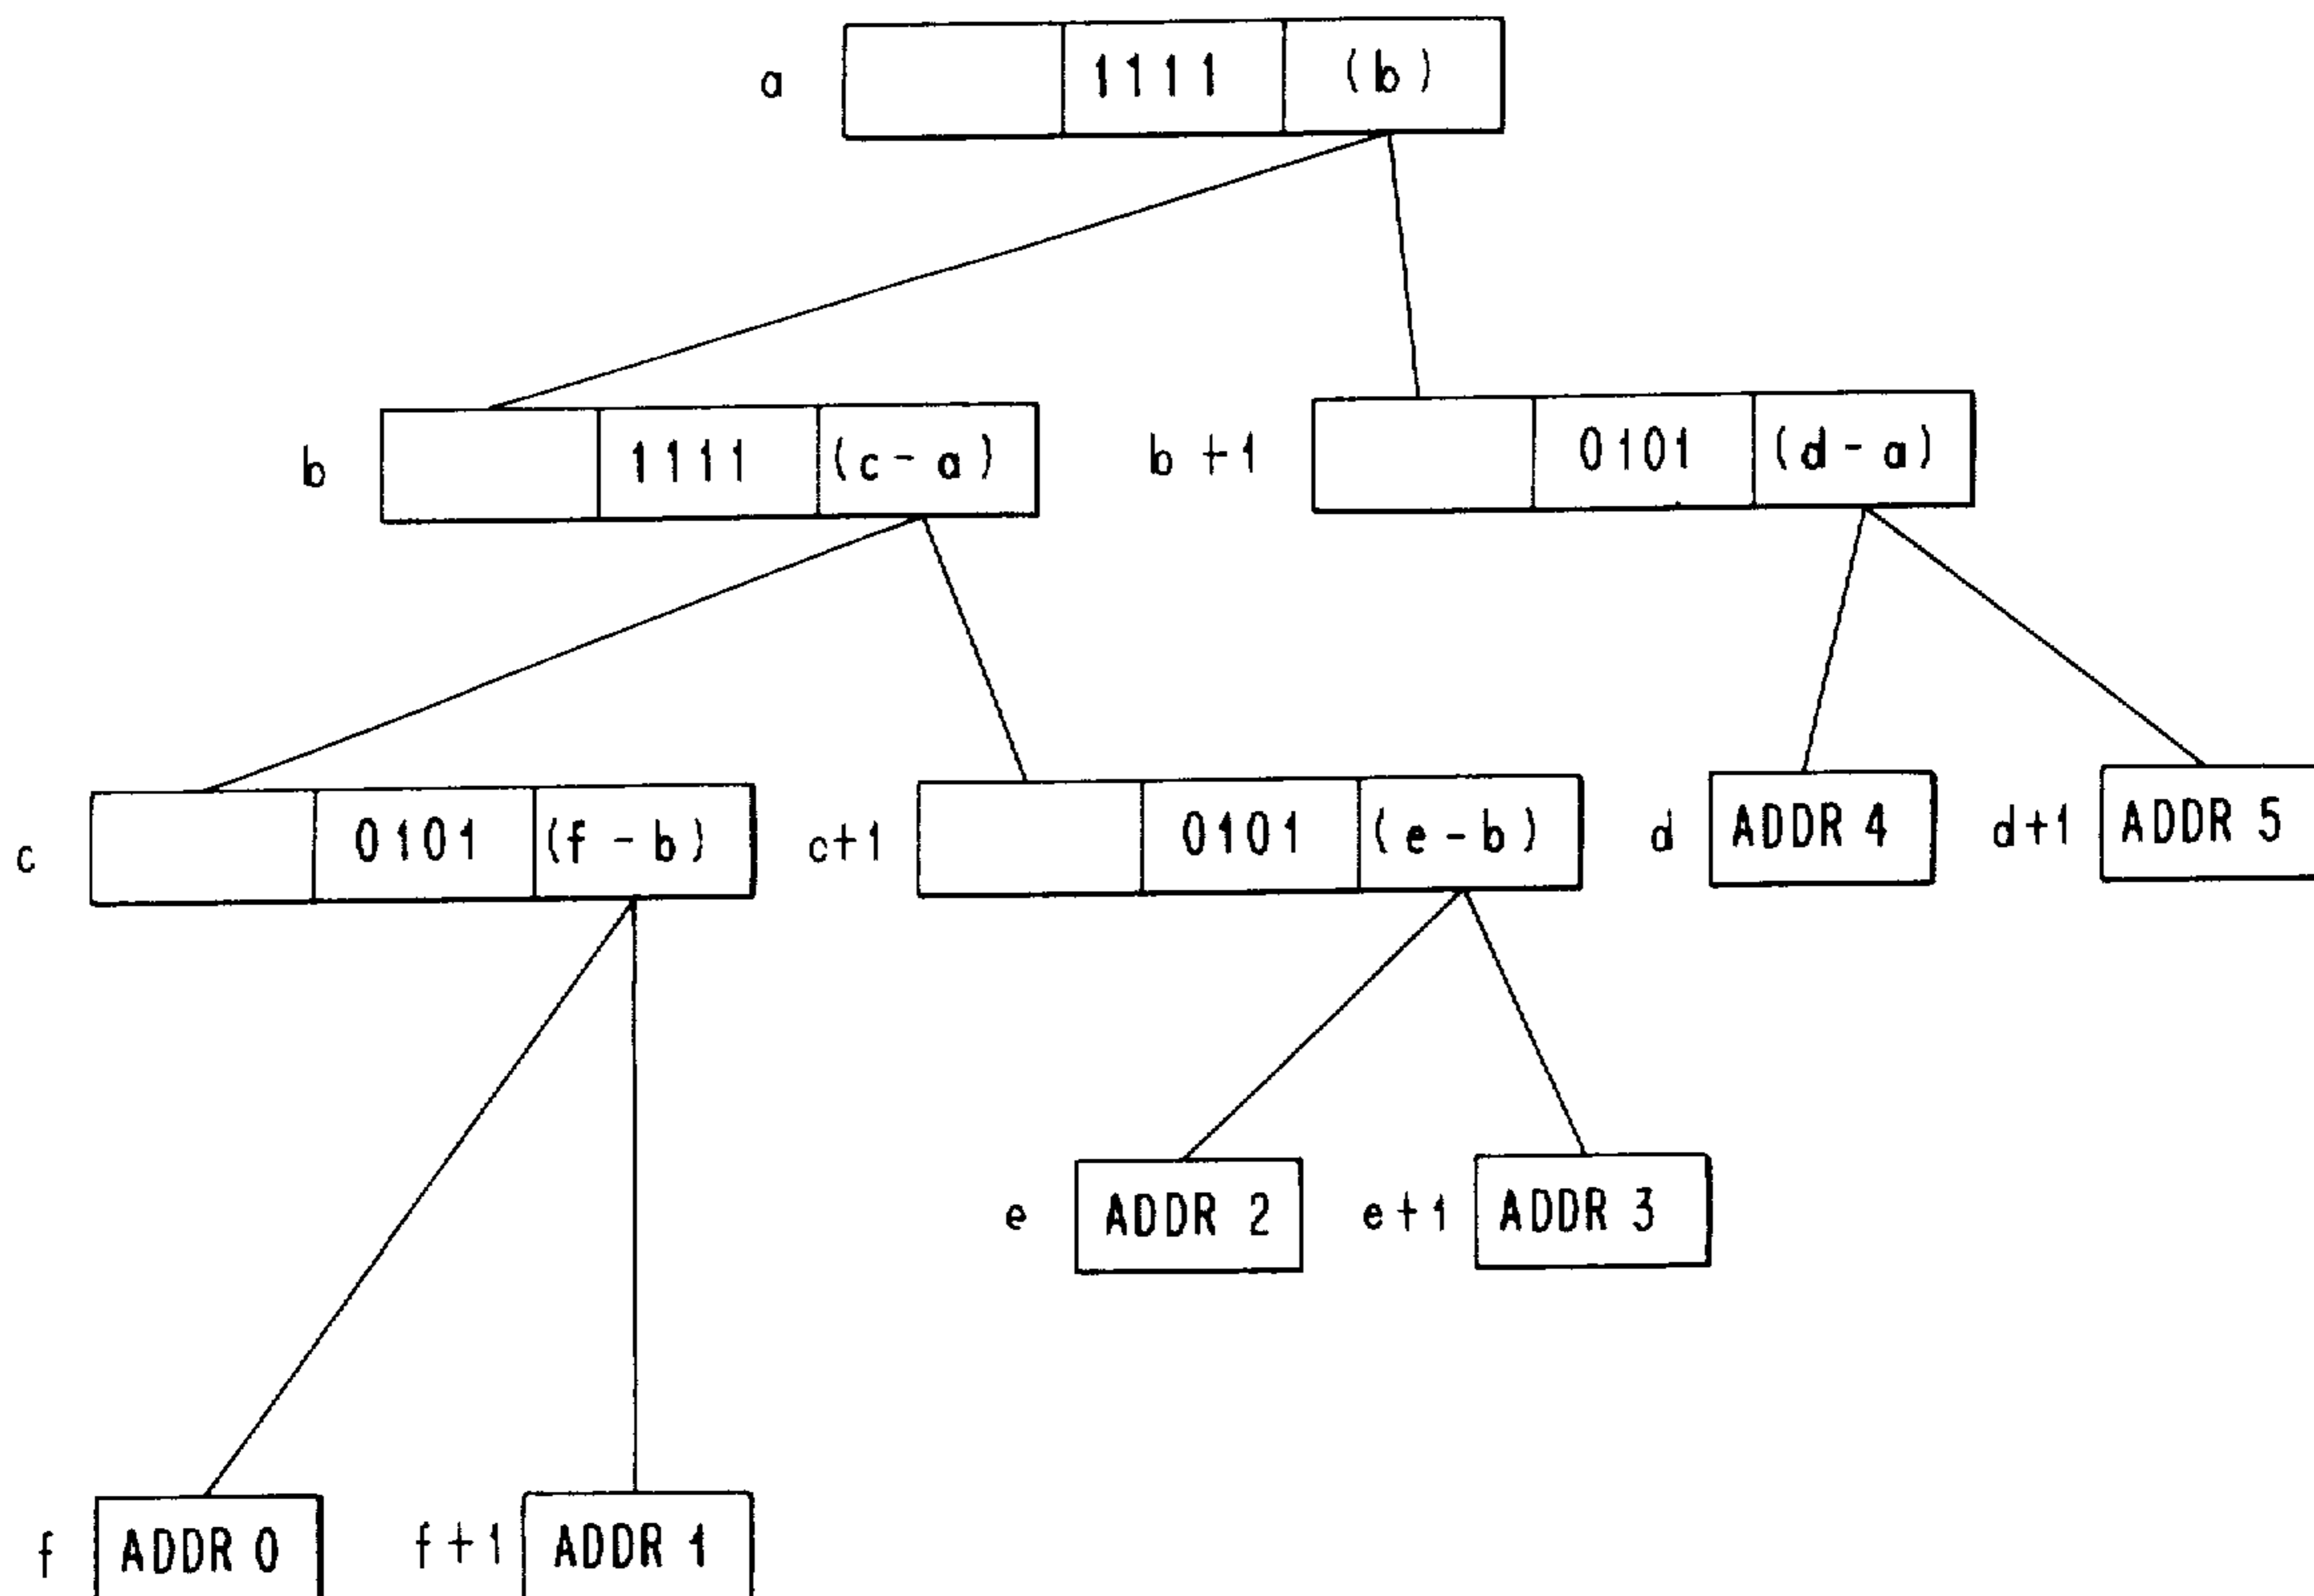 a 1111 (b)
b 1111 (c-a) b+1 0101 (d-a)
c 0101 (f-b) c+1 0101 (e-b) d ADDR 4 d+1 ADDR 5
e ADDR 2 e+1 ADDR 3
f ADDR 0 f+1 ADDR 1